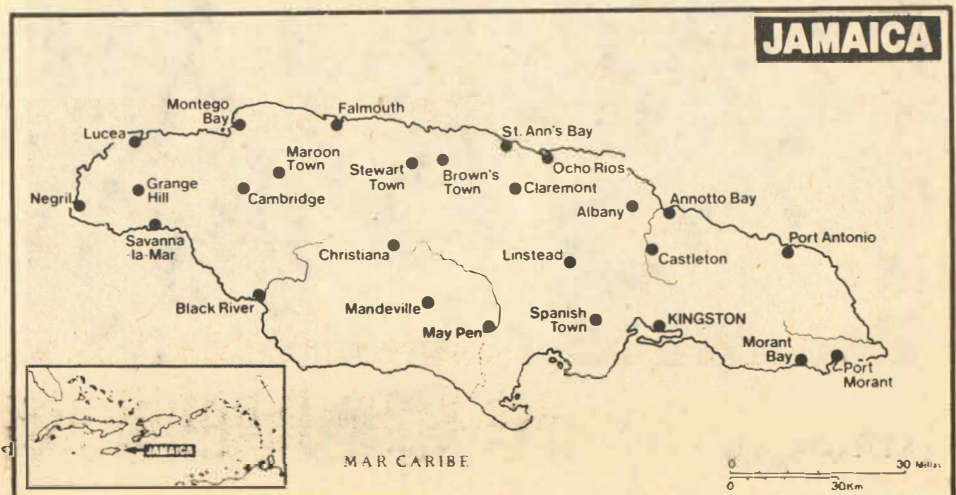 JAMAICA
Montego
Bay
Falmouth
Lucea
St. Ann's Bay
Maroon
Town
Stewart
Town
Brown's
Town
Ocho Rios
Grange
Hill
Cambridge
Claremont
Negril
Albany
Annotto Bay
Savanna
-la-Mar
Christiana
Linstead
Castleton
Port Antonio
Black River
Mandeville
May Pen
Spanish
Town
KINGSTON
Morant
Bay
Port
Morant
JAMAICA
MAR CARIBE
0 30 Millas
0 30Km